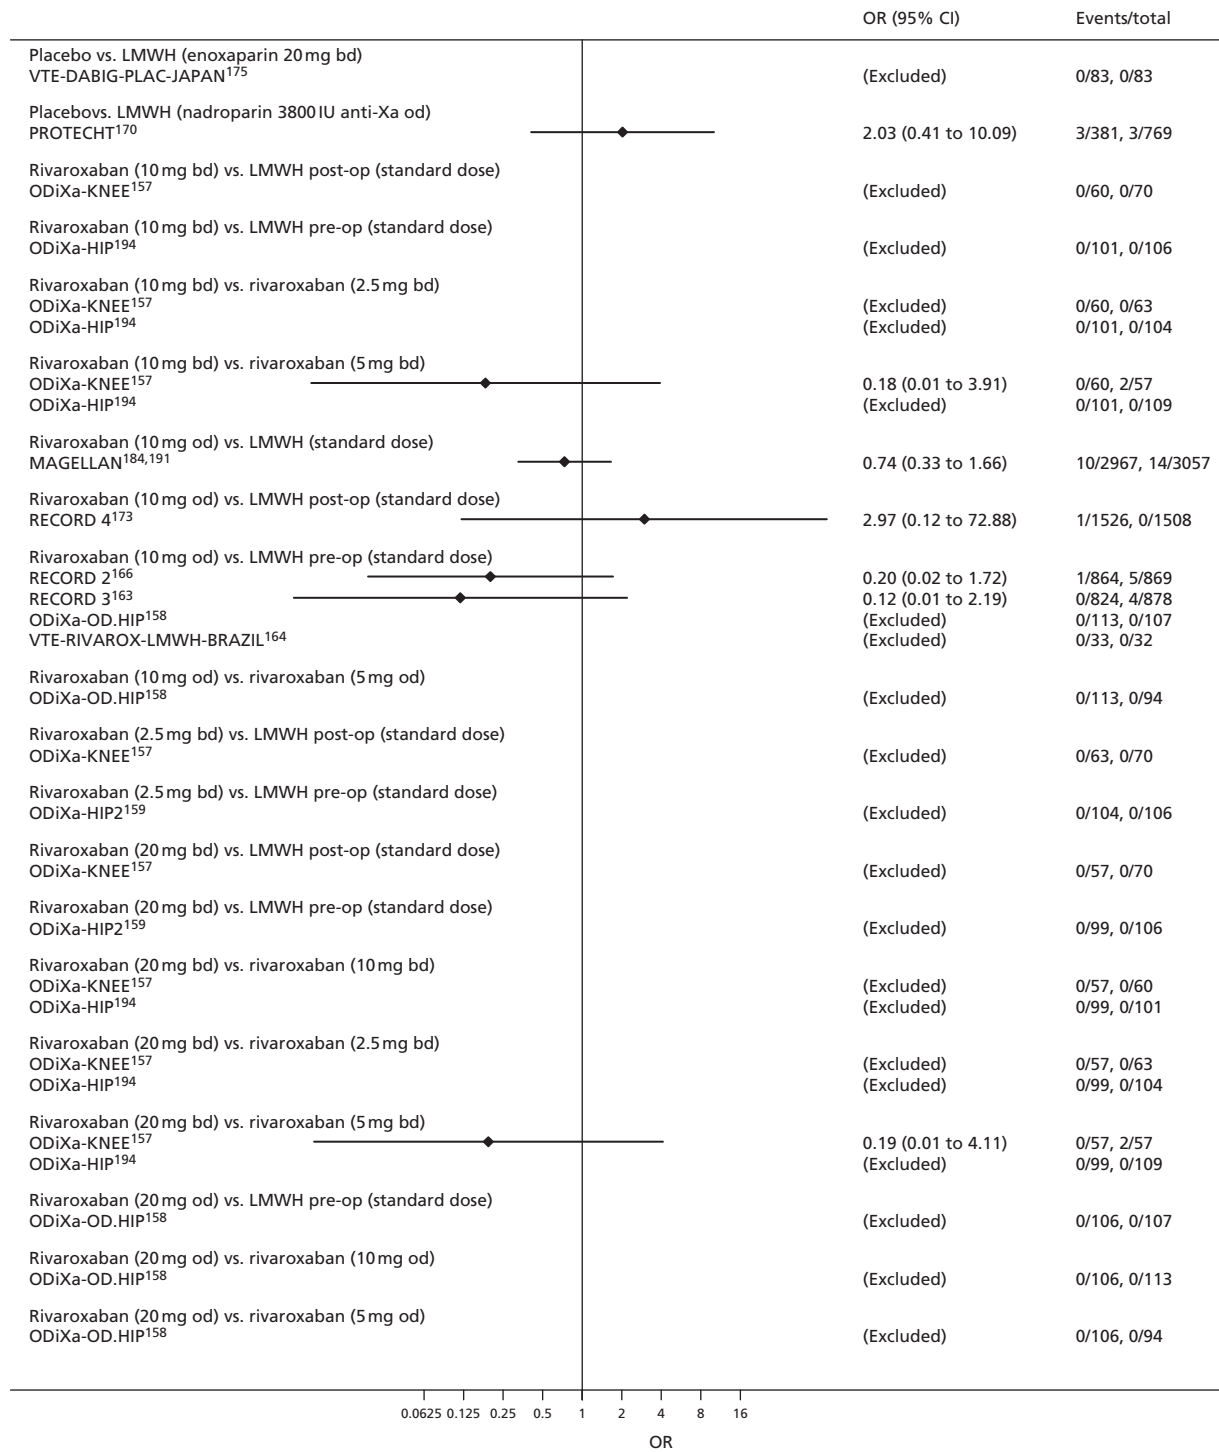 OR (95% CI) Events/total
Placebo vs. LMWH (enoxaparin 20 mg bd)
VTE-DABIG-PLAC-JAPAN175 (Excluded) 0/83, 0/83
Placebovs. LMWH (nadroparin 3800 IU anti-Xa od)
PROTECHT170 2.03 (0.41 to 10.09) 3/381, 3/769
Rivaroxaban (10 mg bd) vs. LMWH post-op (standard dose)
ODiXa-KNEE157 (Excluded) 0/60, 0/70
Rivaroxaban (10 mg bd) vs. LMWH pre-op (standard dose)
ODiXa-HIP194 (Excluded) 0/101, 0/106
Rivaroxaban (10 mg bd) vs. rivaroxaban (2.5 mg bd)
ODiXa-KNEE157 (Excluded) 0/60, 0/63
ODiXa-HIP194 (Excluded) 0/101, 0/104
Rivaroxaban (10 mg bd) vs. rivaroxaban (5 mg bd)
ODiXa-KNEE157 0.18 (0.01 to 3.91) 0/60, 2/57
ODiXa-HIP194 (Excluded) 0/101, 0/109
Rivaroxaban (10 mg od) vs. LMWH (standard dose)
MAGELLAN184,191 0.74 (0.33 to 1.66) 10/2967, 14/3057
Rivaroxaban (10 mg od) vs. LMWH post-op (standard dose)
RECORD 4173 2.97 (0.12 to 72.88) 1/1526, 0/1508
Rivaroxaban (10 mg od) vs. LMWH pre-op (standard dose)
RECORD 2166 0.20 (0.02 to 1.72) 1/864, 5/869
RECORD 3163 0.12 (0.01 to 2.19) 0/824, 4/878
ODiXa-OD.HIP158 (Excluded) 0/113, 0/107
VTE-RIVAROX-LMWH-BRAZIL164 (Excluded) 0/33, 0/32
Rivaroxaban (10 mg od) vs. rivaroxaban (5 mg od)
ODiXa-OD.HIP158 (Excluded) 0/113, 0/94
Rivaroxaban (2.5 mg bd) vs. LMWH post-op (standard dose)
ODiXa-KNEE157 (Excluded) 0/63, 0/70
Rivaroxaban (2.5 mg bd) vs. LMWH pre-op (standard dose)
ODiXa-HIP2159 (Excluded) 0/104, 0/106
Rivaroxaban (20 mg bd) vs. LMWH post-op (standard dose)
ODiXa-KNEE157 (Excluded) 0/57, 0/70
Rivaroxaban (20 mg bd) vs. LMWH pre-op (standard dose)
ODiXa-HIP2159 (Excluded) 0/99, 0/106
Rivaroxaban (20 mg bd) vs. rivaroxaban (10 mg bd)
ODiXa-KNEE157 (Excluded) 0/57, 0/60
ODiXa-HIP194 (Excluded) 0/99, 0/101
Rivaroxaban (20 mg bd) vs. rivaroxaban (2.5 mg bd)
ODiXa-KNEE157 (Excluded) 0/57, 0/63
ODiXa-HIP194 (Excluded) 0/99, 0/104
Rivaroxaban (20 mg bd) vs. rivaroxaban (5 mg bd)
ODiXa-KNEE157 0.19 (0.01 to 4.11) 0/57, 2/57
ODiXa-HIP194 (Excluded) 0/99, 0/109
Rivaroxaban (20 mg od) vs. LMWH pre-op (standard dose)
ODiXa-OD.HIP158 (Excluded) 0/106, 0/107
Rivaroxaban (20 mg od) vs. rivaroxaban (10 mg od)
ODiXa-OD.HIP158 (Excluded) 0/106, 0/113
Rivaroxaban (20 mg od) vs. rivaroxaban (5 mg od)
ODiXa-OD.HIP158 (Excluded) 0/106, 0/94
0.0625 0.125 0.25 0.5 1 2 4 8 16
OR